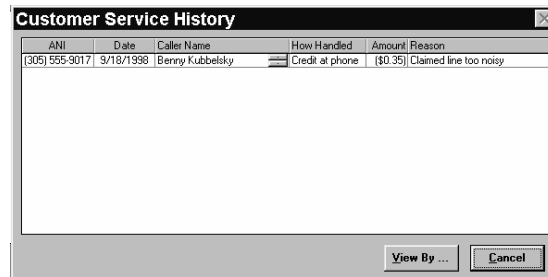 Customer Service History
ANI Date Caller Name How Handled Amount Reason
(305) 555-9017 9/18/1998 Benny Kubbelsky Credit at phone ($0.35) Claimed line too noisy
View By ... Cancel